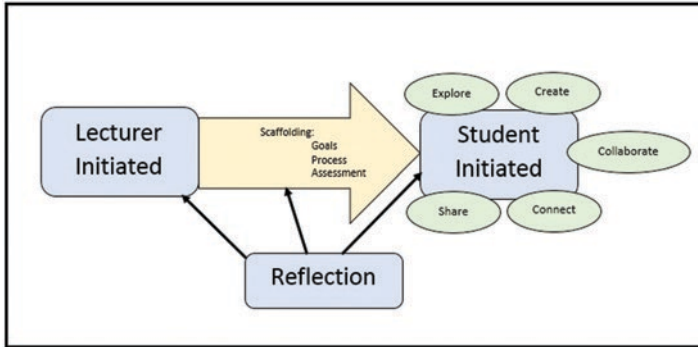 Explore
Create
Lecturer
Initiated
Scaffolding:
Goals
Process
Assessment
Student
Initiated
Collaborate
Share
Connect
Reflection